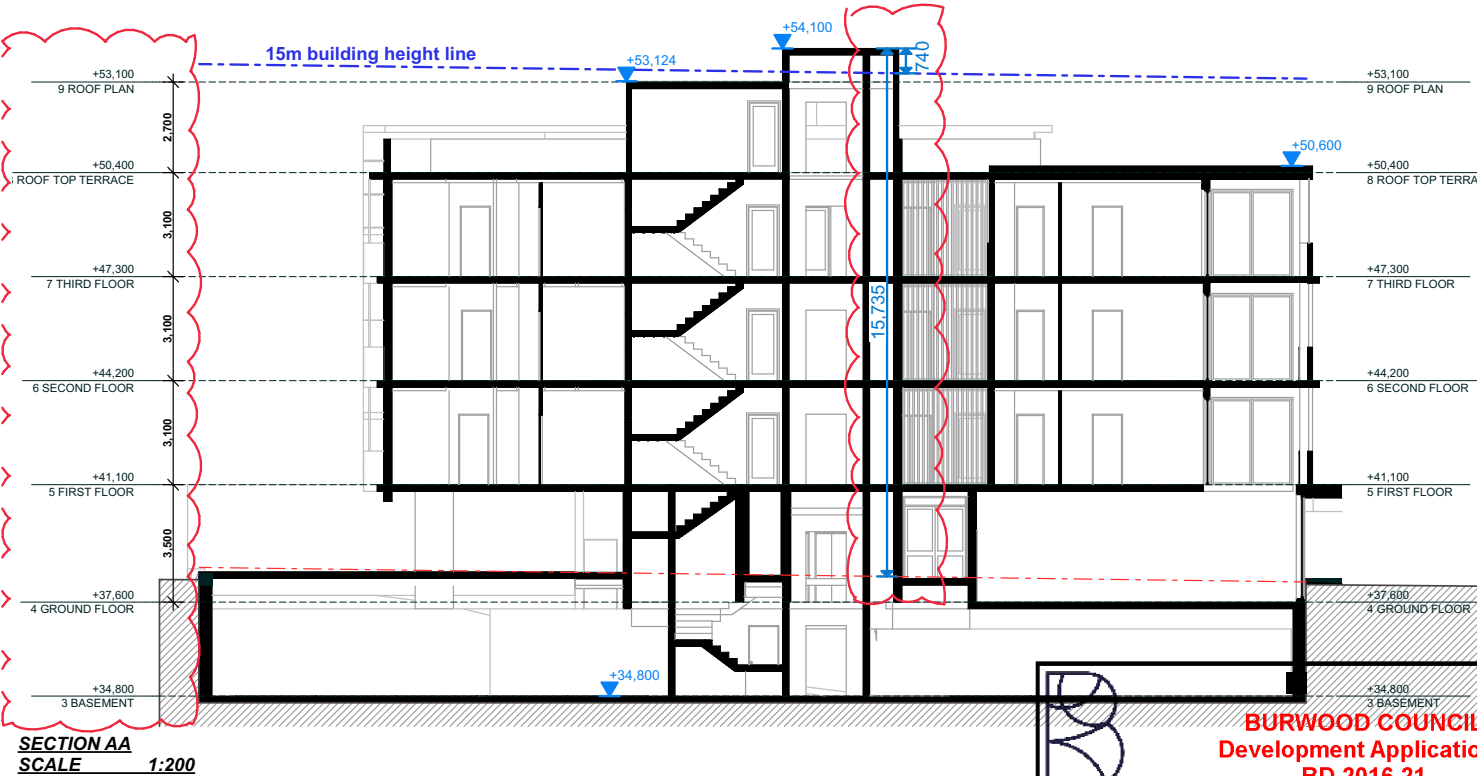 +54,100
740
15m building height line
+53,124
+53,100
9 ROOF PLAN
+53,100
9 ROOF PLAN
2,700
+50,600
+50,400
ROOF TOP TERRACE
+50,400
8 ROOF TOP TERRA
3,100
+47,300
7 THIRD FLOOR
+47,300
7 THIRD FLOOR
15,735
3,100
+44,200
6 SECOND FLOOR
+44,200
6 SECOND FLOOR
3,100
+41,100
5 FIRST FLOOR
+41,100
5 FIRST FLOOR
3,500
+37,600
4 GROUND FLOOR
+37,600
4 GROUND FLOOR
+34,800
+34,800
3 BASEMENT
+34,800
3 BASEMENT
SECTION AA
SCALE 1:200
BURWOOD COUNCIL
Development Applicatio
BD.2016.21